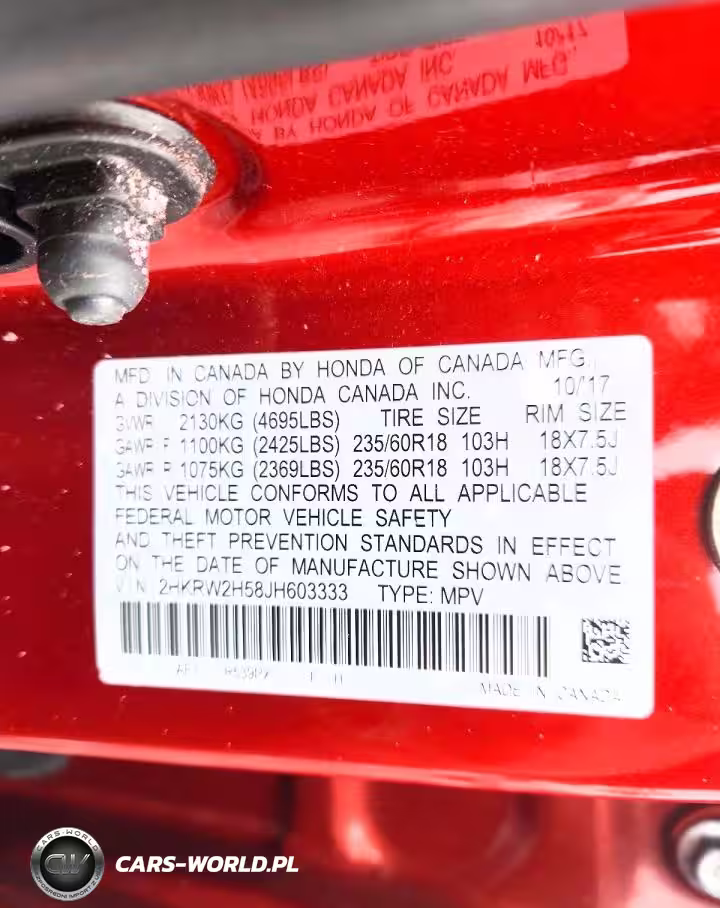 MFD IN CANADA BY HONDA OF CANADA MFG.,
A DIVISION OF HONDA CANADA INC. 10/'17
GVWR 2130KG (4695LBS) TIRE SIZE RIM SIZE
GAWR F 1100KG (2425LBS) 235/60R18 103H 18X7.5J
GAWR R 1075KG (2369LBS) 235/60R18 103H 18X7.5J
THIS VEHICLE CONFORMS TO ALL APPLICABLE
FEDERAL MOTOR VEHICLE SAFETY
AND THEFT PREVENTION STANDARDS IN EFFECT
ON THE DATE OF MANUFACTURE SHOWN ABOVE
VIN 2HKRW2H58JH603333 TYPE: MPV
MADE IN CANADA
CARS-WORLD
CW
CARS-WORLD.PL